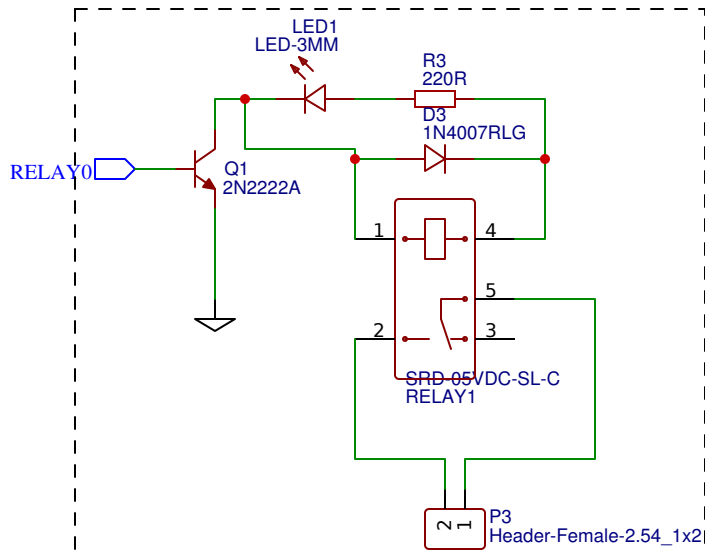 LED1
LED-3MM
R3
220R
D3
1N4007RLG
RELAY0
Q1
2N2222A
1
4
5
2
3
SRD-05VDC-SL-C
RELAY1
2
1
P3
Header-Female-2.54_1x2